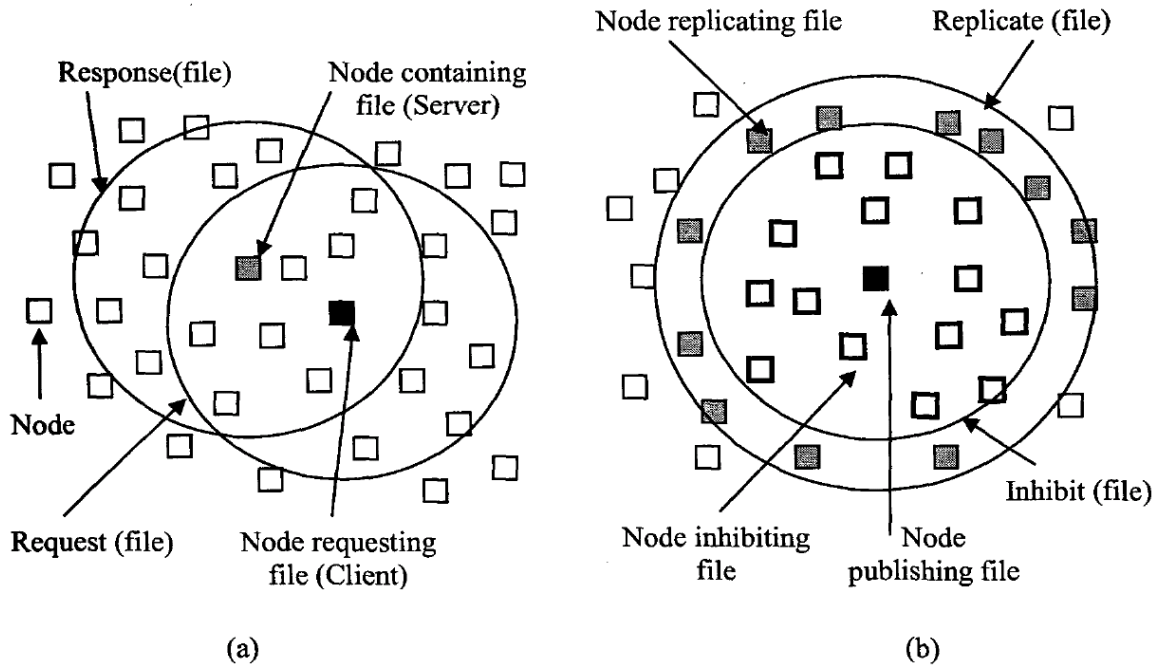 Response(file)
Node containing
file (Server)
Node
Request (file)
Node requesting
file (Client)
(a)
Node replicating file
Replicate (file)
Node inhibiting
file
Node
publishing file
Inhibit (file)
(b)